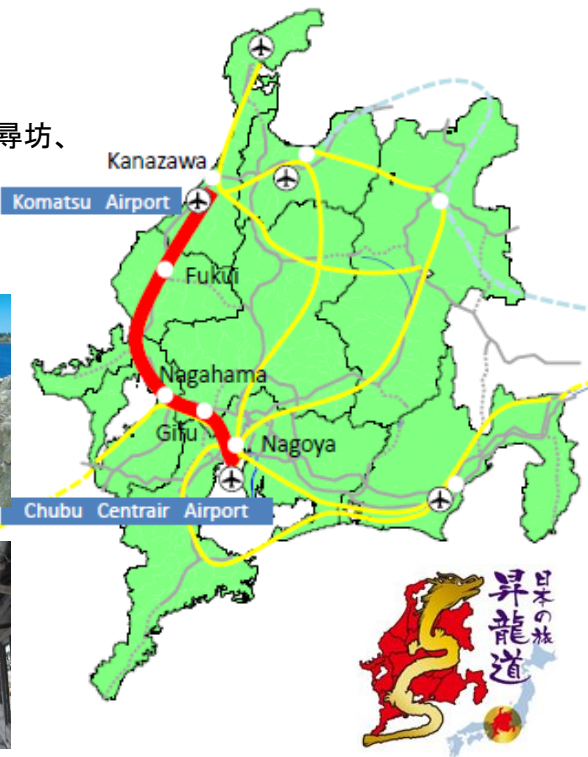 尋坊、
Kanazawa
Komatsu Airport
Fukui
Nagahama
Gifu
Nagoya
Chubu Centrair Airport
日本の旅
昇龍道